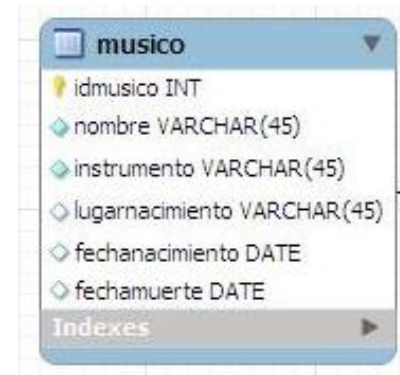 musico
idmusico INT
nombre VARCHAR(45)
instrumento VARCHAR(45)
lugarnacimiento VARCHAR(45)
fechanacimiento DATE
fechamuerte DATE
Indexes